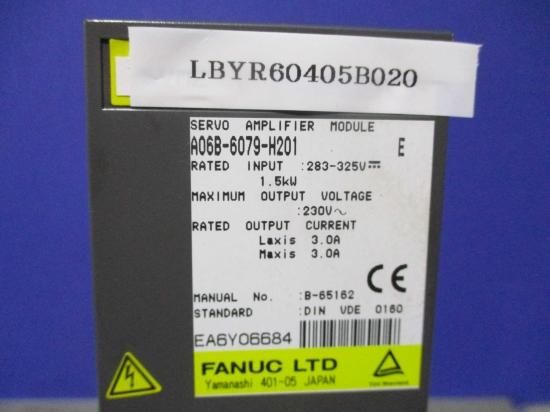 LBYR60405B020
SERVO AMPLIFIER MODULE
A06B-6079-H201 E
RATED INPUT :283-325V⎓
1.5kW
MAXIMUM OUTPUT VOLTAGE
:230V~
RATED OUTPUT CURRENT
Laxis 3.0A
Maxis 3.0A
CE
MANUAL No. :B-65162
STANDARD :DIN VDE 0160
EA6Y06684
FANUC LTD
Yamanashi 401-05 JAPAN